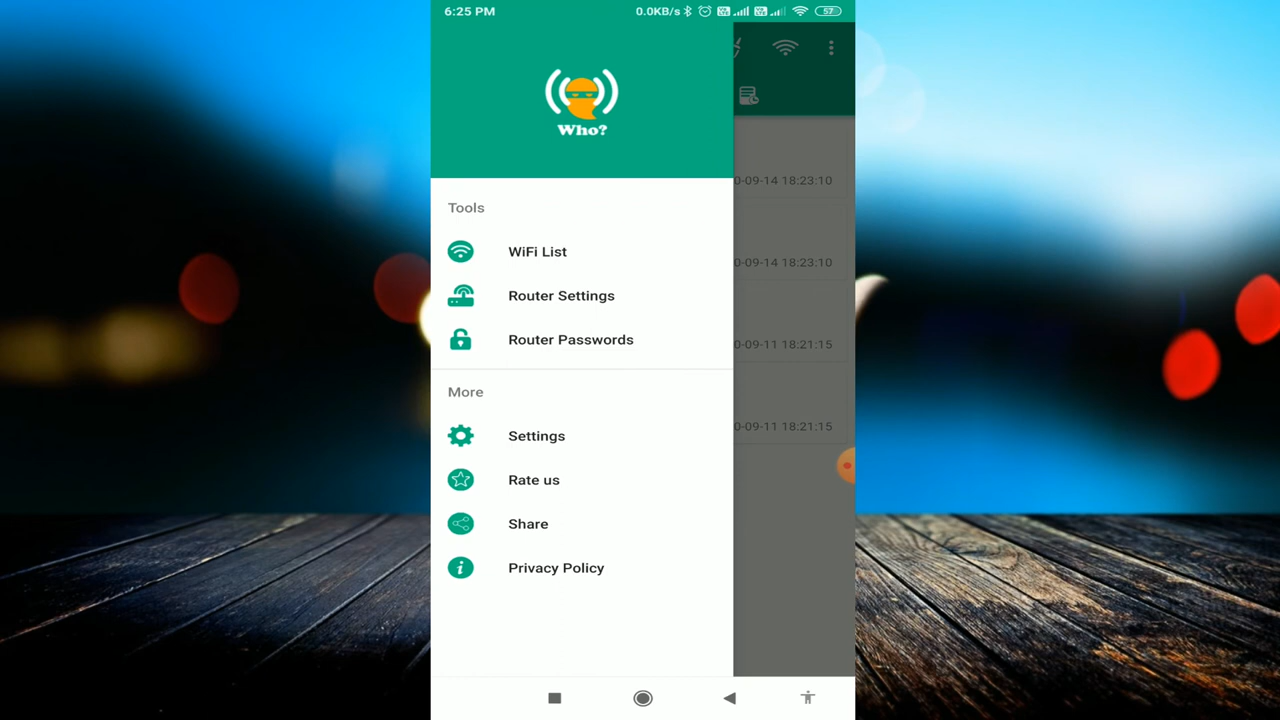 6:25 PM
0.0KB/s
57
Who?
Tools
WiFi List
Router Settings
Router Passwords
More
Settings
Rate us
Share
Privacy Policy
0-09-14 18:23:10
0-09-14 18:23:10
0-09-11 18:21:15
0-09-11 18:21:15